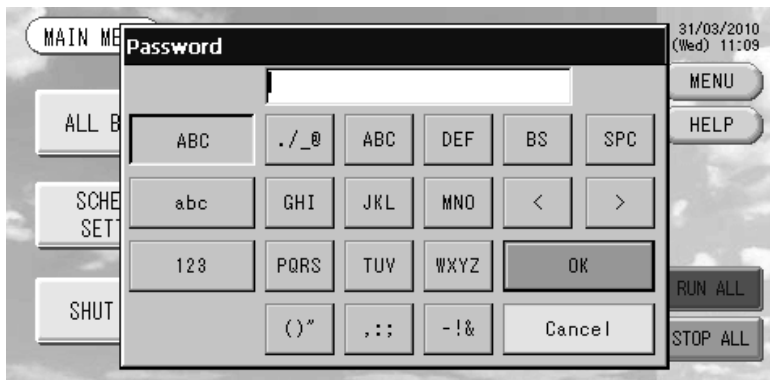 MAIN ME
31/03/2010
(Wed) 11:09
Password
MENU
HELP
ALL B
ABC
./_@
ABC
DEF
BS
SPC
SCHE
SETT
abc
GHI
JKL
MNO
<
>
123
PQRS
TUV
WXYZ
OK
RUN ALL
SHUT
()"
,:;
-!&
Cancel
STOP ALL